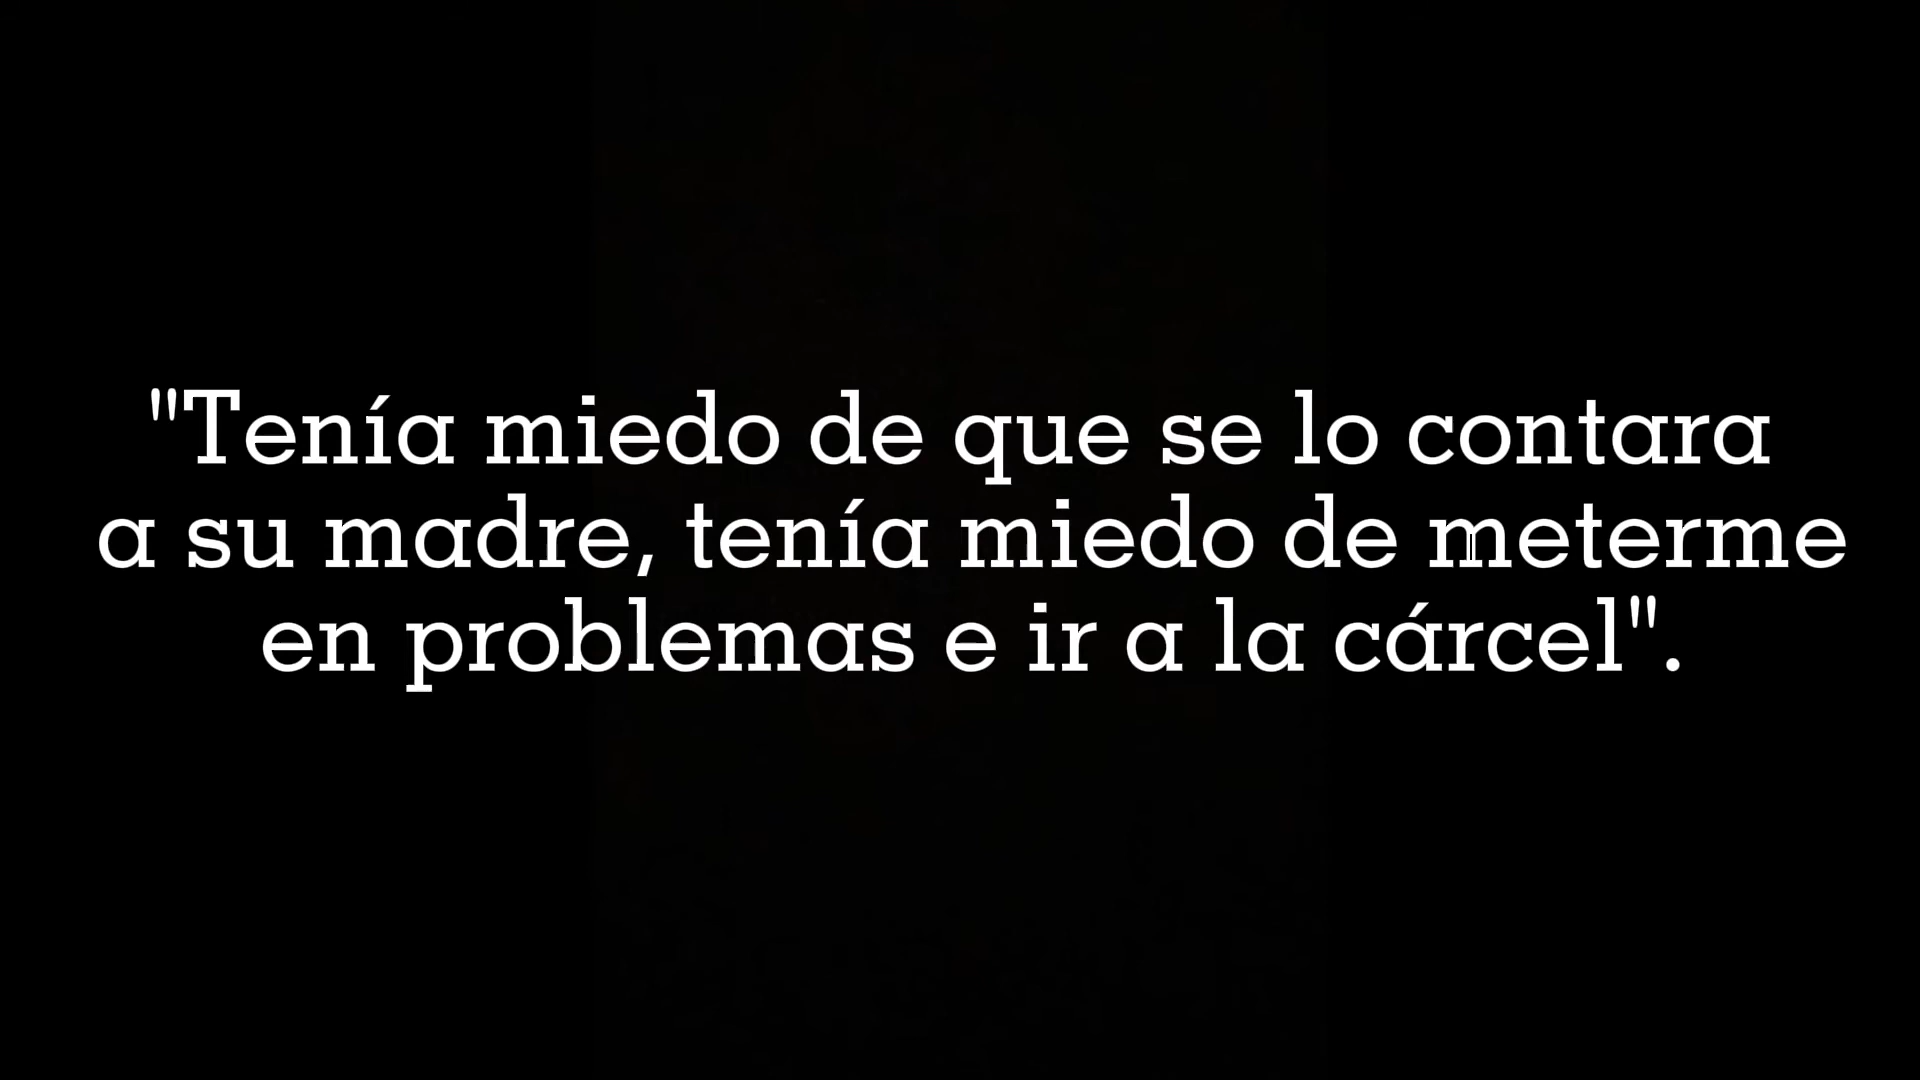 "Tenía miedo de que se lo contara
a su madre, tenía miedo de meterme
en problemas e ir a la cárcel".